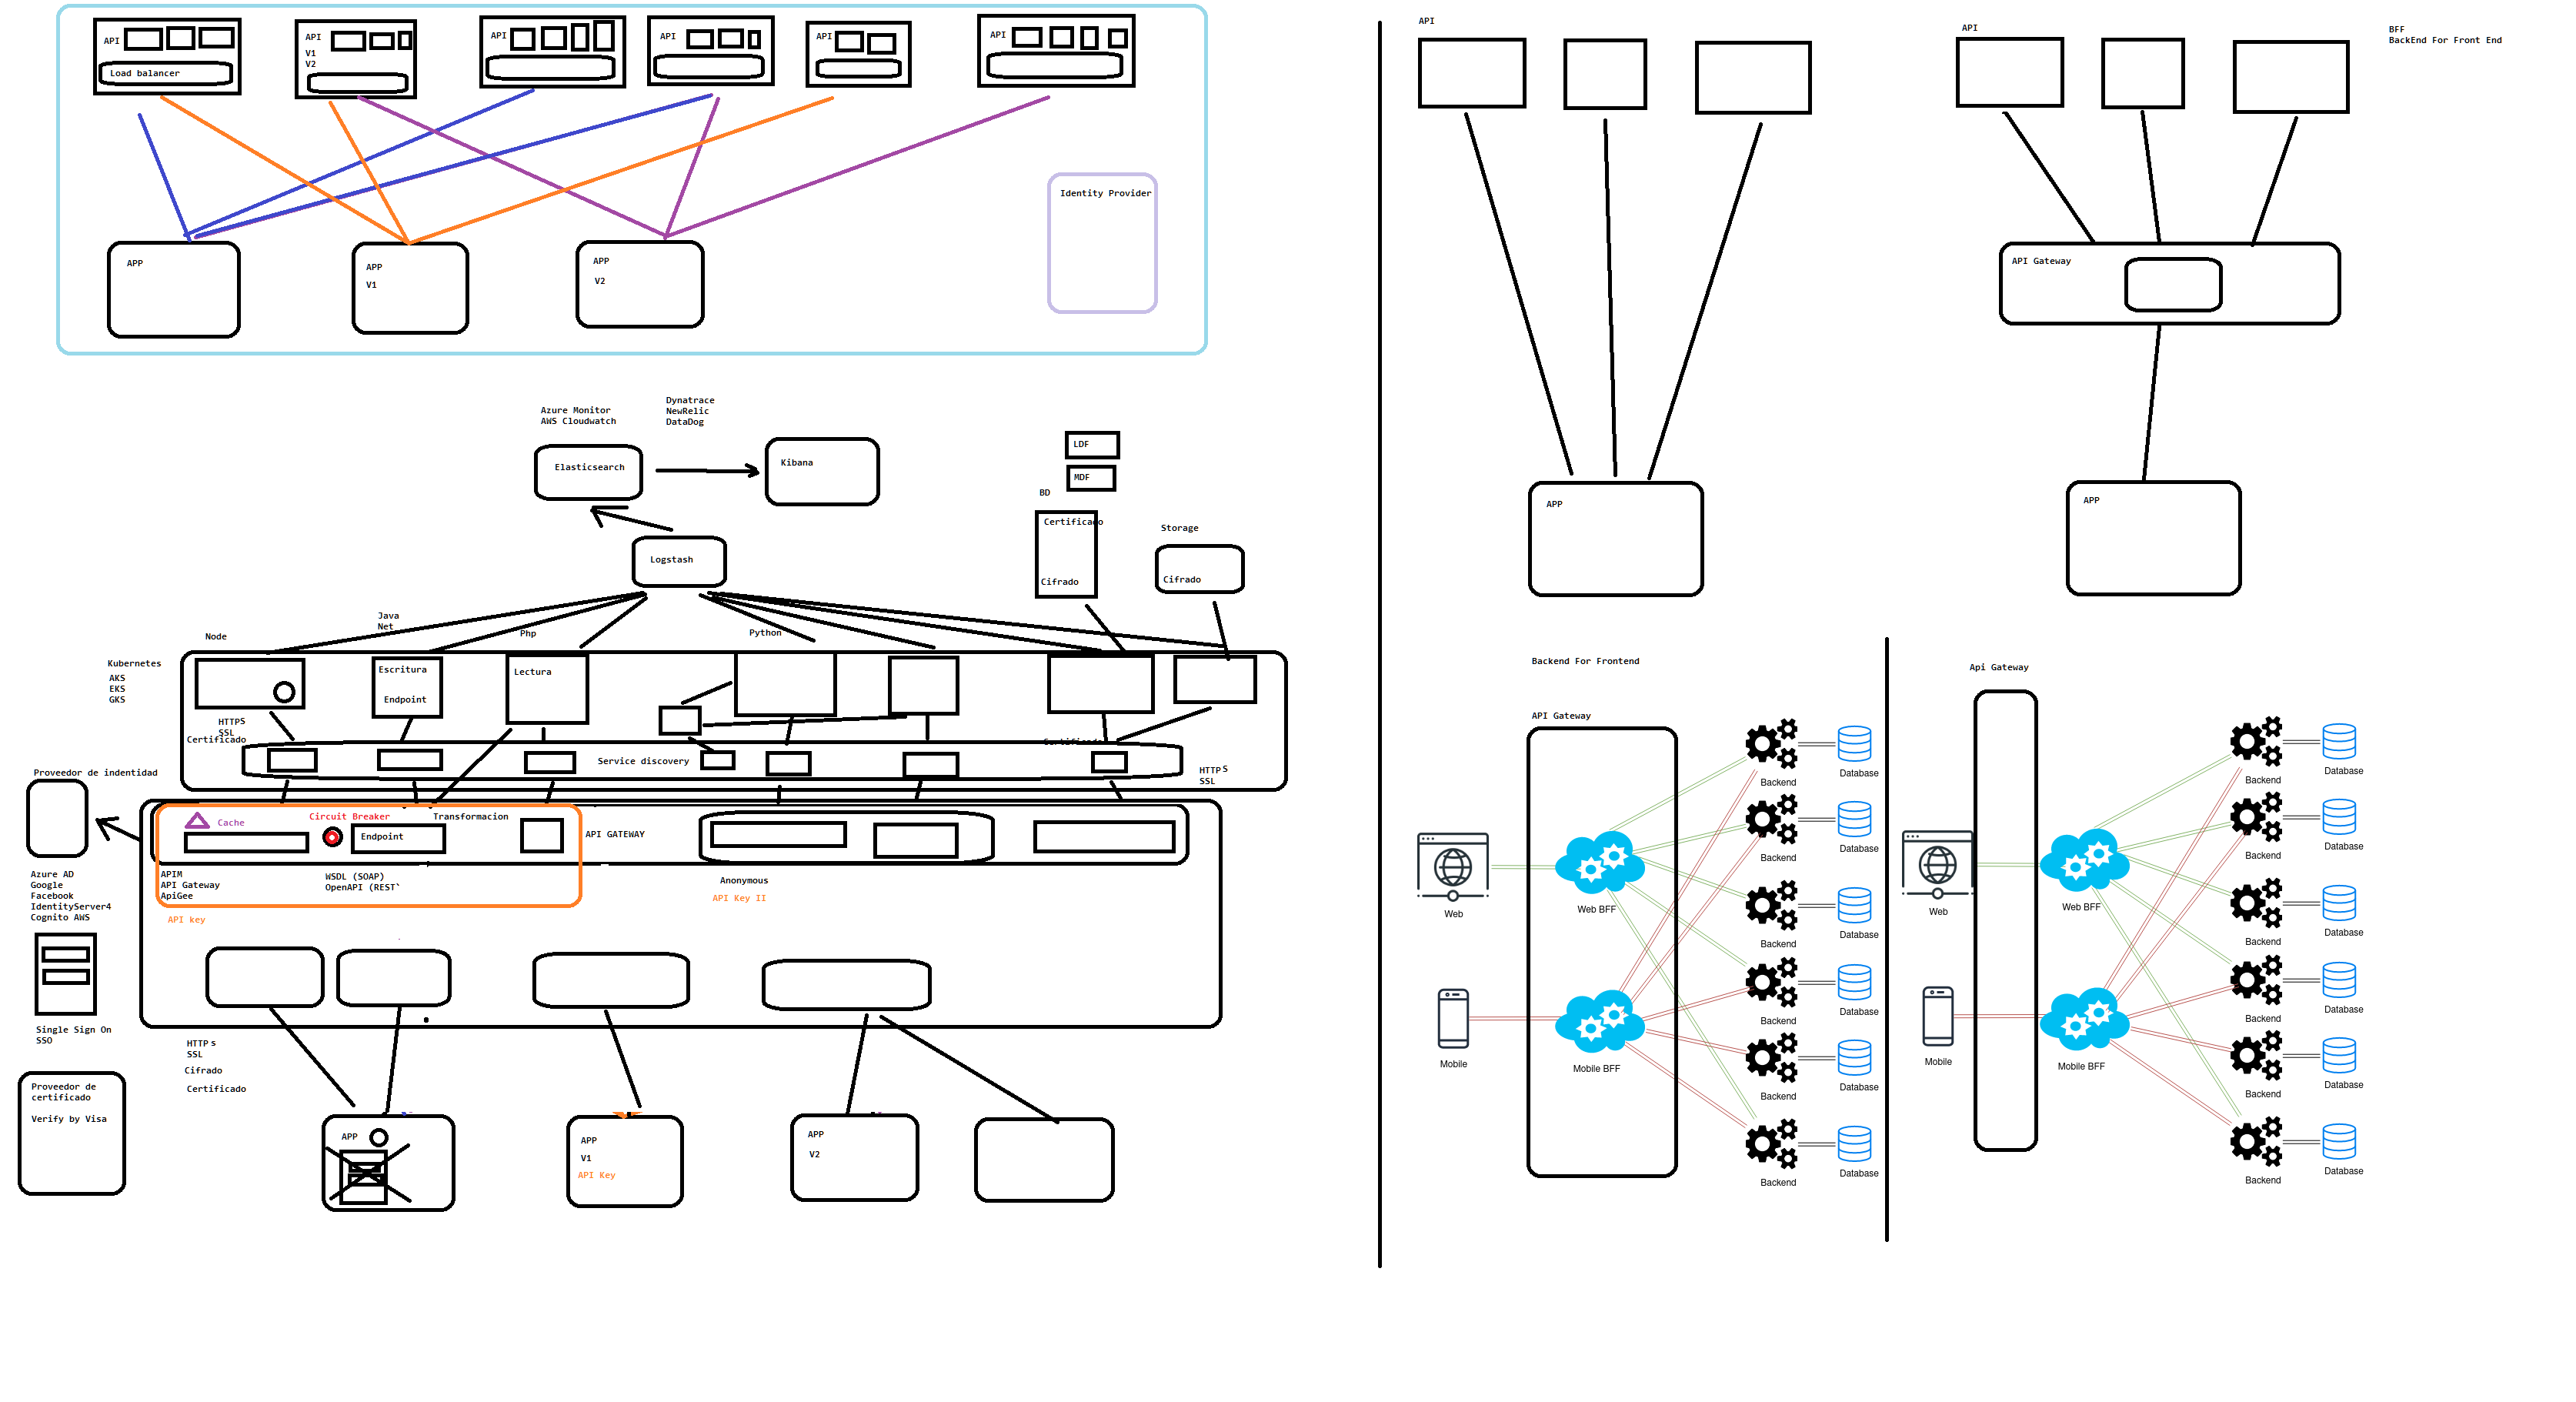 API
Load balancer
API
V1
V2
API
API
API
API
Identity Provider
APP
APP
V1
APP
V2
API
API
BFF
BackEnd For Front End
API Gateway
APP
APP
Azure Monitor
AWS Cloudwatch
Dynatrace
NewRelic
DataDog
Elasticsearch
Kibana
LDF
MDF
BD
Certificado
Cifrado
Storage
Cifrado
Logstash
Node
Java
Net
Php
Python
Kubernetes
AKS
EKS
GKS
Escritura
Endpoint
Lectura
HTTPS
SSL
Certificado
Service discovery
Certificado
HTTPS
SSL
Proveedor de indentidad
Cache
Circuit Breaker
Transformacion
Endpoint
API GATEWAY
Azure AD
Google
Facebook
IdentityServer4
Cognito AWS
APIM
API Gateway
ApiGee
WSDL (SOAP)
OpenAPI (REST`
API key
Anonymous
API Key II
Single Sign On
SSO
HTTPs
SSL
Cifrado
Certificado
Proveedor de
certificado
Verify by Visa
APP
APP
V1
API Key
APP
V2
Backend For Frontend
API Gateway
Web
Mobile
Web BFF
Mobile BFF
Backend
Database
Backend
Database
Backend
Database
Backend
Database
Backend
Database
Backend
Database
Api Gateway
Web
Mobile
Web BFF
Mobile BFF
Backend
Database
Backend
Database
Backend
Database
Backend
Database
Backend
Database
Backend
Database